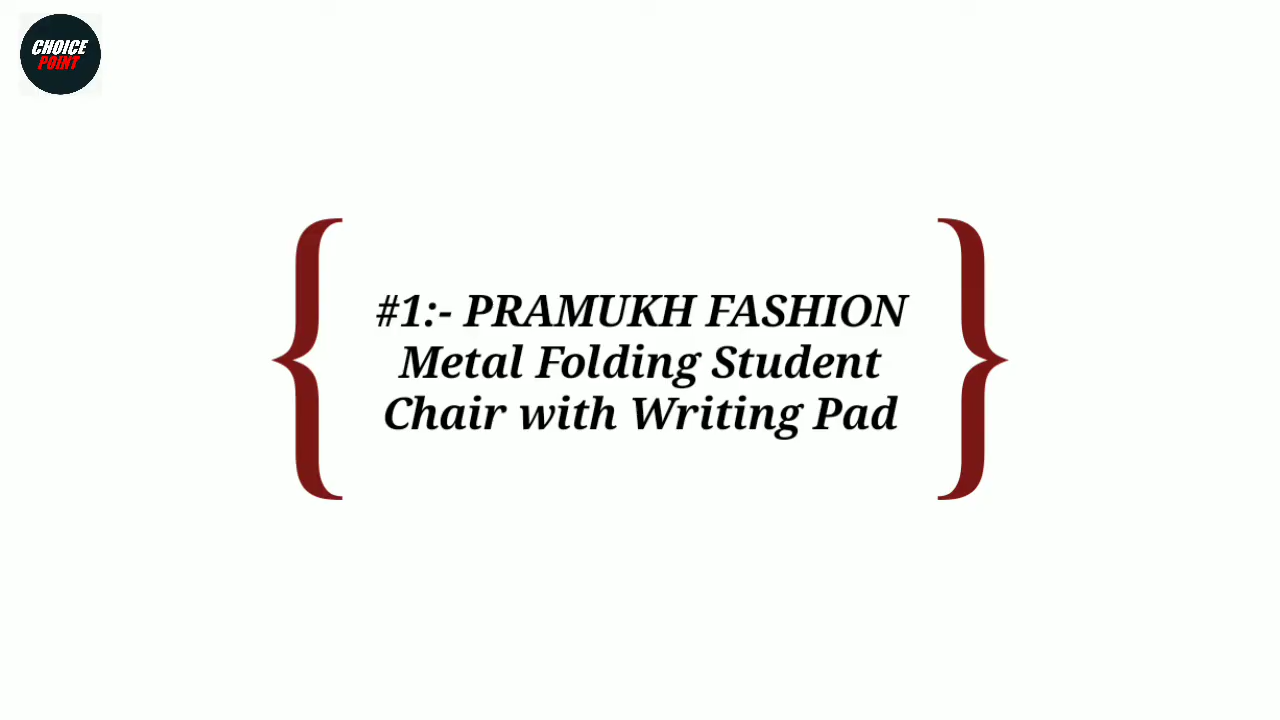 CHOICE
POINT
#1:- PRAMUKH FASHION
Metal Folding Student
Chair with Writing Pad